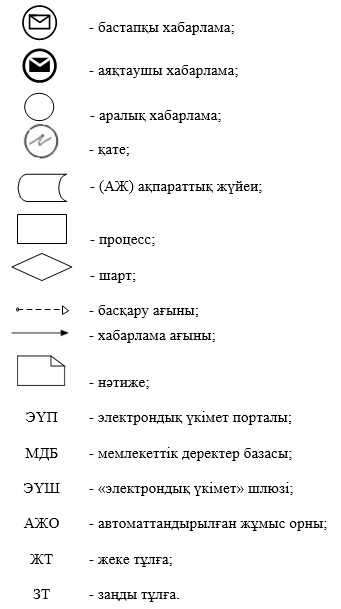 - бастапқы хабарлама;
- аяқтаушы хабарлама;
- аралық хабарлама;
- қате;
- (АЖ) ақпараттық жүйеи;
- процесс;
- шарт;
- басқару ағыны;
- хабарлама ағыны;
- нәтиже;
ЭҮП - электрондық үкімет порталы;
МДБ - мемлекеттік деректер базасы;
ЭҮШ - «электрондық үкімет» шлюзі;
АЖО - автоматтандырылған жұмыс орны;
ЖТ - жеке тұлға;
ЗТ - заңды тұлға.